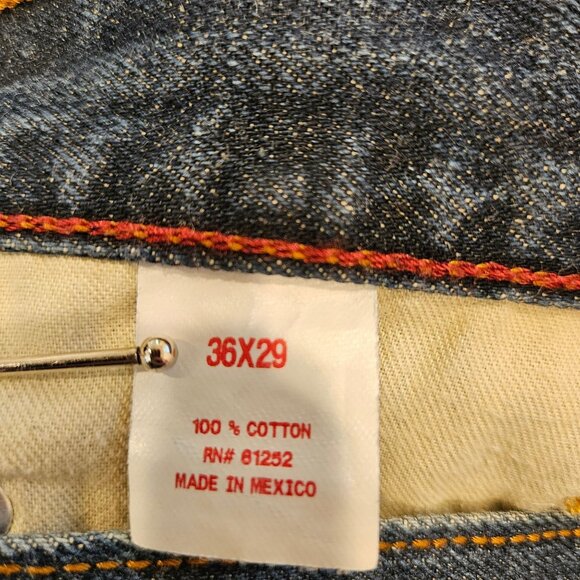 36X29
100 % COTTON
RN# 61252
MADE IN MEXICO